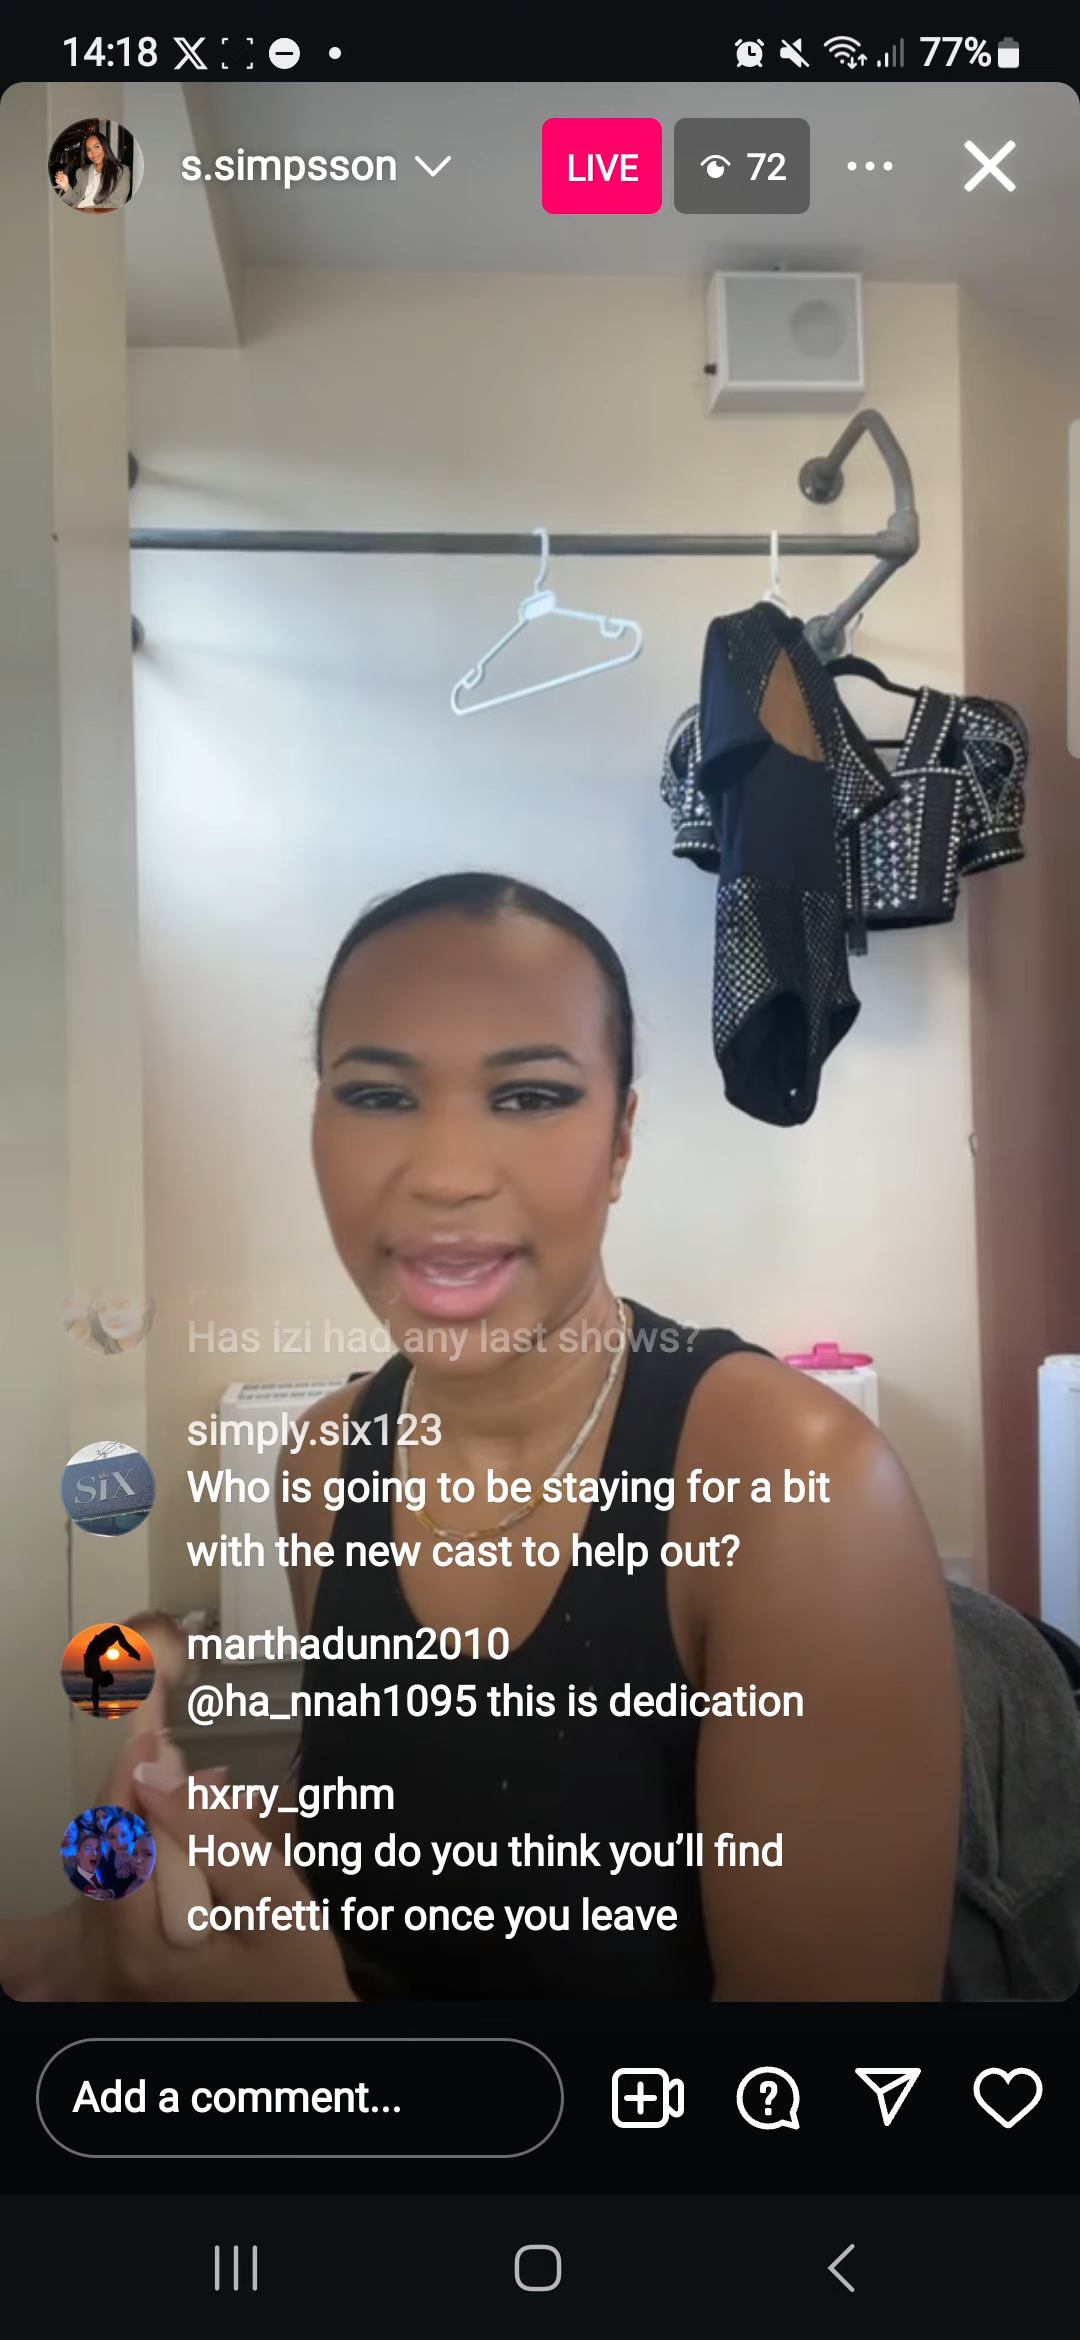 14:18
77%
s.simpsson
LIVE
72
Has izi had any last shows?
simply.six123
SIX
Who is going to be staying for a bit
with the new cast to help out?
marthadunn2010
@ha_nnah1095 this is dedication
hxrry_grhm
How long do you think you’ll find
confetti for once you leave
Add a comment...